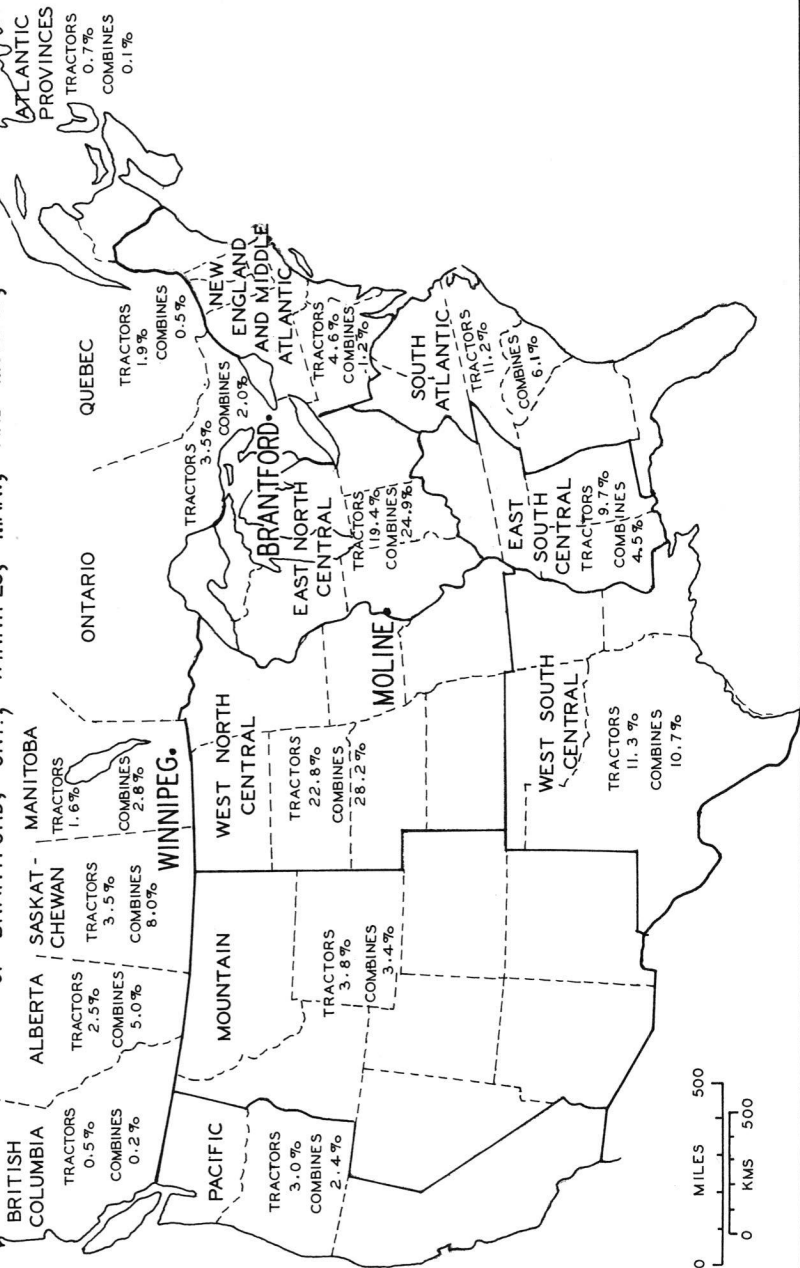 BRITISH
COLUMBIA
TRACTORS
0.5%
COMBINES
0.2%
ALBERTA
TRACTORS
2.5%
COMBINES
5.0%
SASKAT-
CHEWAN
TRACTORS
3.5%
COMBINES
8.0%
MANITOBA
TRACTORS
1.6%
COMBINES
2.8%
WINNIPEG.
ONTARIO
TRACTORS
3.5%
COMBINES
2.0%
BRANTFORD.
QUEBEC
TRACTORS
1.9%
COMBINES
0.5%
ATLANTIC
PROVINCES
TRACTORS
0.7%
COMBINES
0.1%
PACIFIC
TRACTORS
3.0%
COMBINES
2.4%
MOUNTAIN
TRACTORS
3.8%
COMBINES
3.4%
WEST NORTH
CENTRAL
TRACTORS
22.8%
COMBINES
28.2%
MOLINE
EAST NORTH
CENTRAL
TRACTORS
19.4%
COMBINES
24.9%
NEW
ENGLAND
AND MIDDLE
ATLANTIC
TRACTORS
4.6%
COMBINES
1.2%
SOUTH
ATLANTIC
TRACTORS
11.2%
COMBINES
6.1%
EAST
SOUTH
CENTRAL
TRACTORS
9.7%
COMBINES
4.5%
WEST SOUTH
CENTRAL
TRACTORS
11.3%
COMBINES
10.7%
0 MILES 500
0 KMS 500